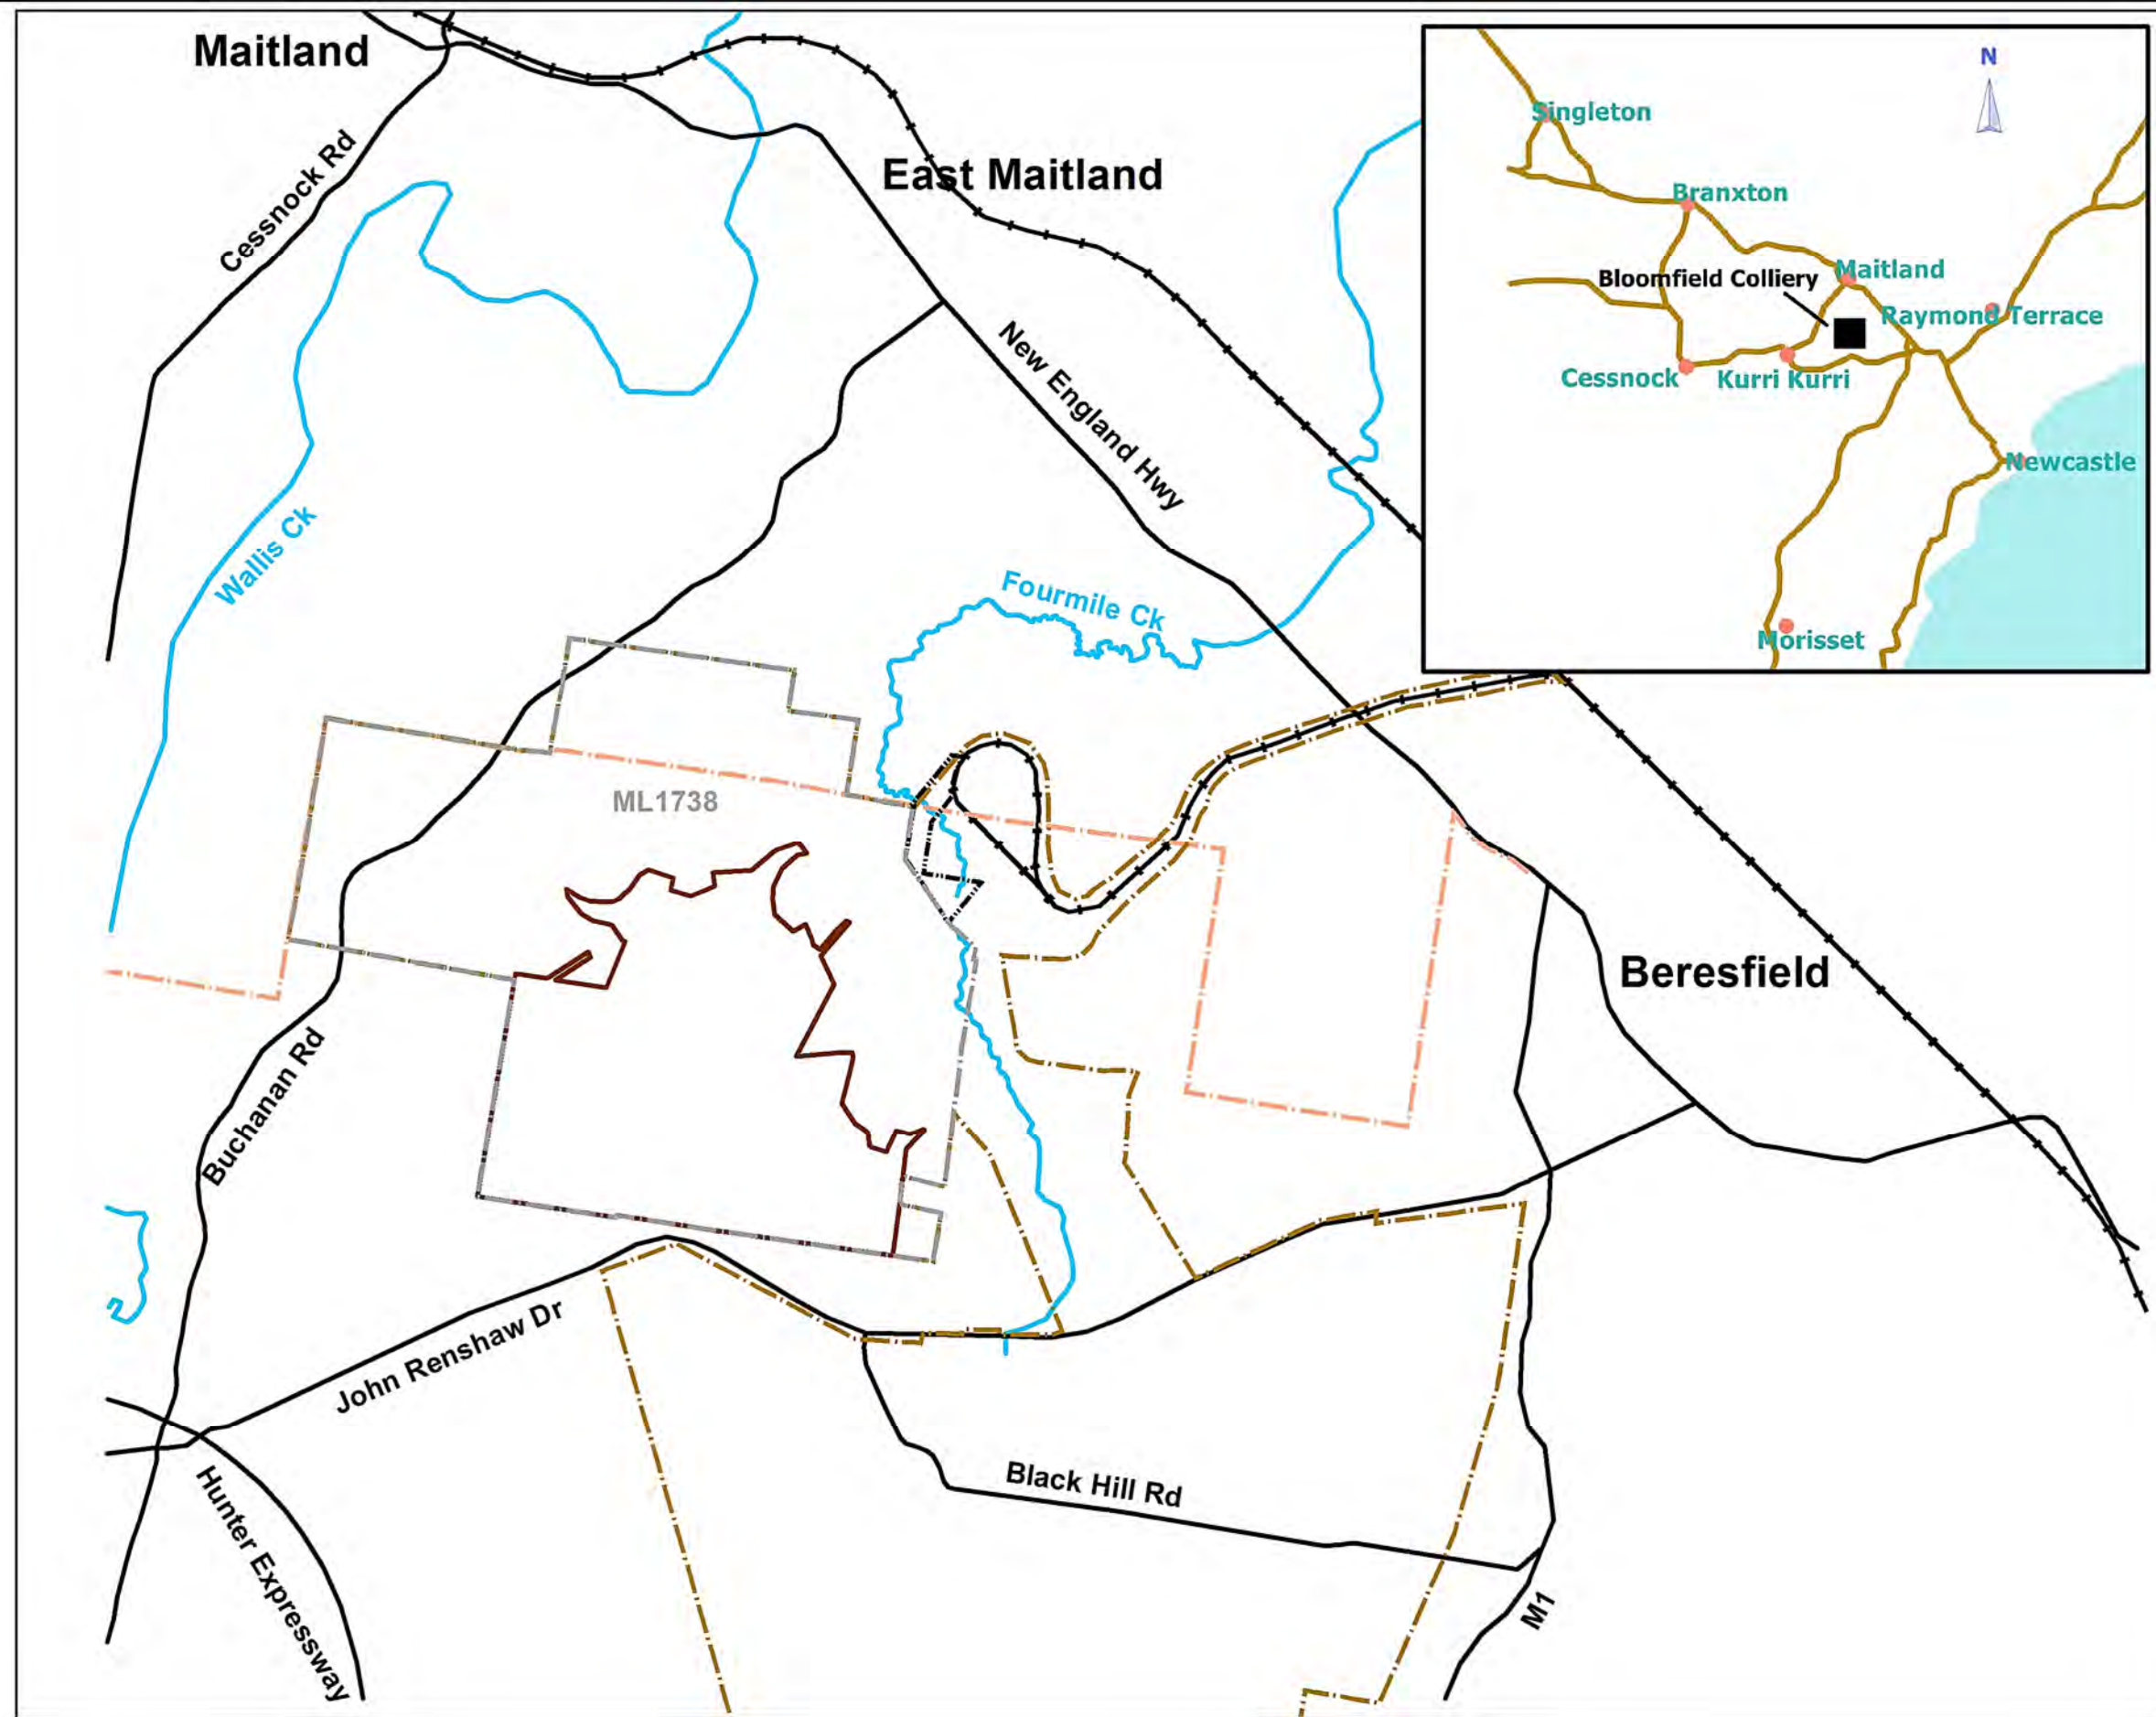 Maitland
N
Singleton
Cessnock Rd
East Maitland
Branxton
Maitland
Bloomfield Colliery
Raymond Terrace
Cessnock
Kurri Kurri
New England Hwy
Newcastle
Wallis Ck
Fourmile Ck
Morisset
ML1738
Beresfield
Buchanan Rd
John Renshaw Dr
Black Hill Rd
Hunter Expressway
M1